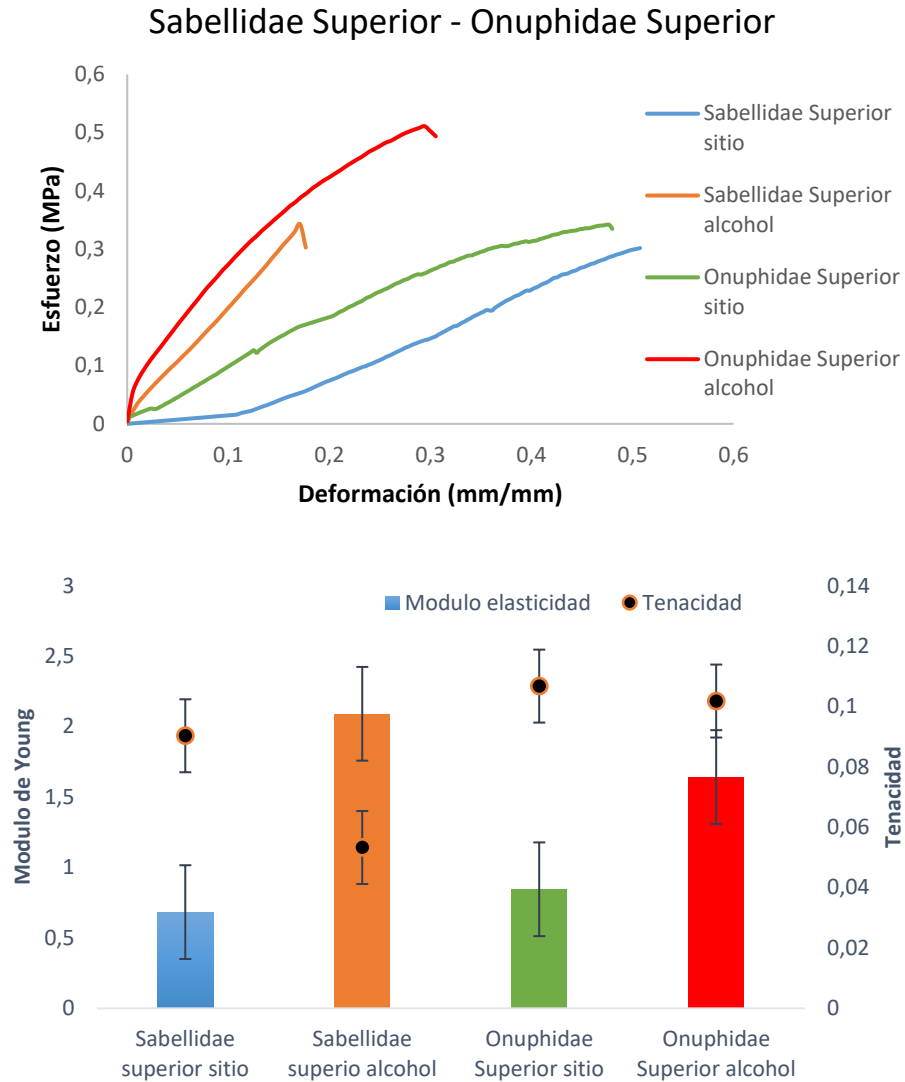 Sabellidae Superior - Onuphidae Superior
0,6
0,5
0,4
0,3
0,2
0,1
0
Esfuerzo (MPa)
0
0,1
0,2
0,3
0,4
0,5
0,6
Deformación (mm/mm)
Sabellidae Superior
sitio
Sabellidae Superior
alcohol
Onuphidae Superior
sitio
Onuphidae Superior
alcohol
3
2,5
2
1,5
1
0,5
0
Modulo de Young
Modulo elasticidad
Tenacidad
0,14
0,12
0,1
0,08
0,06
0,04
0,02
0
Tenacidad
Sabellidae
superior sitio
Sabellidae
superio alcohol
Onuphidae
Superior sitio
Onuphidae
Superior alcohol